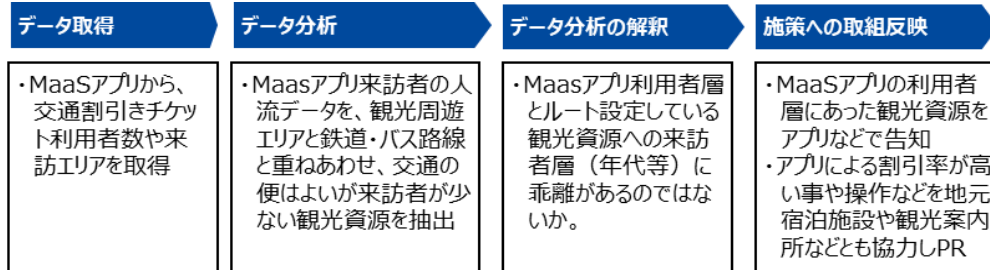 データ取得
データ分析
データ分析の解釈
施策への取組反映
・MaaSアプリから、
交通割引きチケッ
ト利用者数や来
訪エリアを取得
・Maasアプリ来訪者の人
流データを、観光周遊
エリアと鉄道・バス路線
と重ねあわせ、交通の
便はよいが来訪者が少
ない観光資源を抽出
・Maasアプリ利用者層
とルート設定している
観光資源への来訪
者層（年代等）に
乖離があるのではな
いか。
・MaaSアプリの利用者
層にあった観光資源を
アプリなどで告知
・アプリによる割引率が高
い事や操作などを地元
宿泊施設や観光案内
所などとも協力しPR